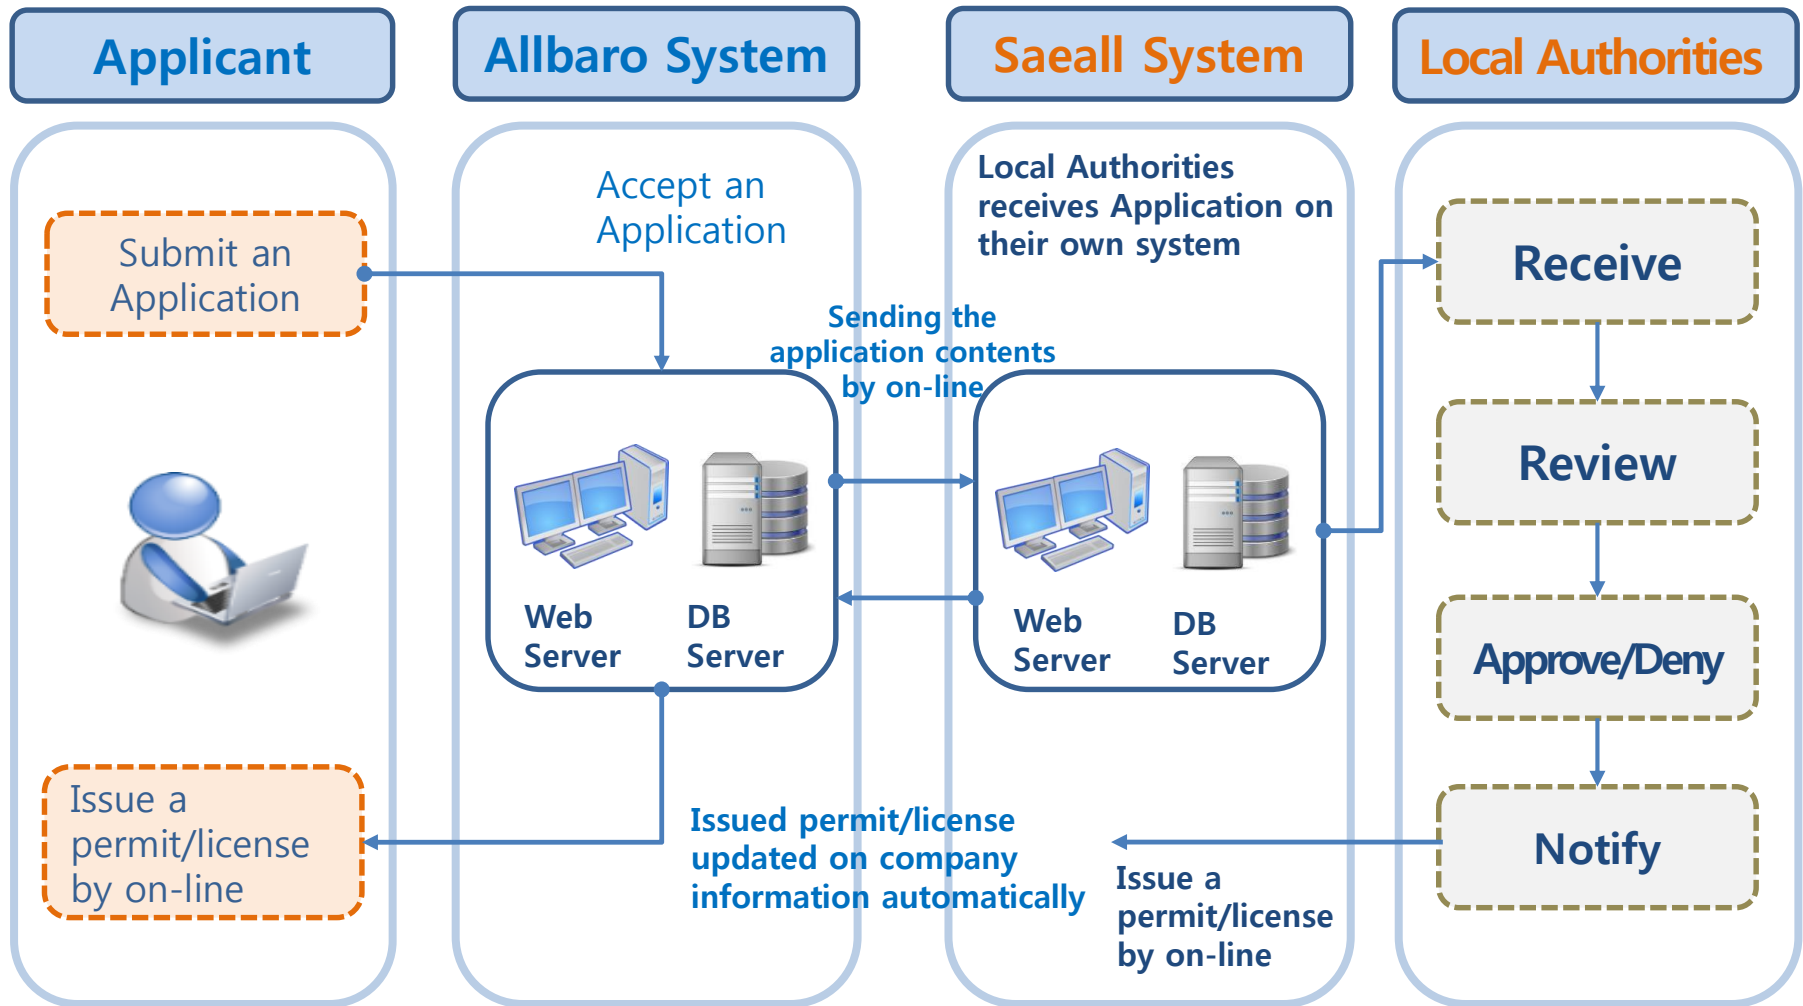 Applicant
Allbaro System
Saeall System
Local Authorities
Submit an
Application
Issue a
permit/license
by on-line
Accept an
Application
Sending the
application contents
by on-line
Web
Server
DB
Server
Issued permit/license
updated on company
information automatically
Local Authorities
receives Application on
their own system
Web
Server
DB
Server
Issue a
permit/license
by on-line
Receive
Review
Approve/Deny
Notify